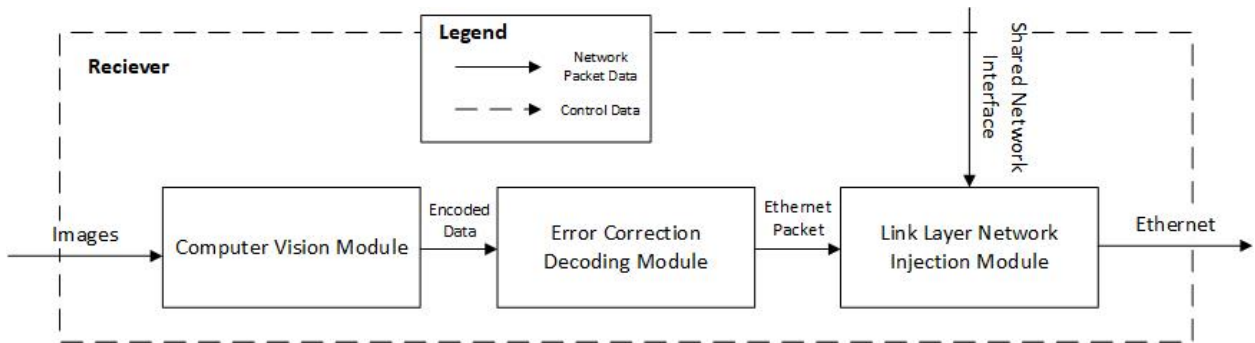 Legend
Network
Packet Data
Control Data
Reciever
Shared Network
Interface
Images
Computer Vision Module
Encoded
Data
Error Correction
Decoding Module
Ethernet
Packet
Link Layer Network
Injection Module
Ethernet